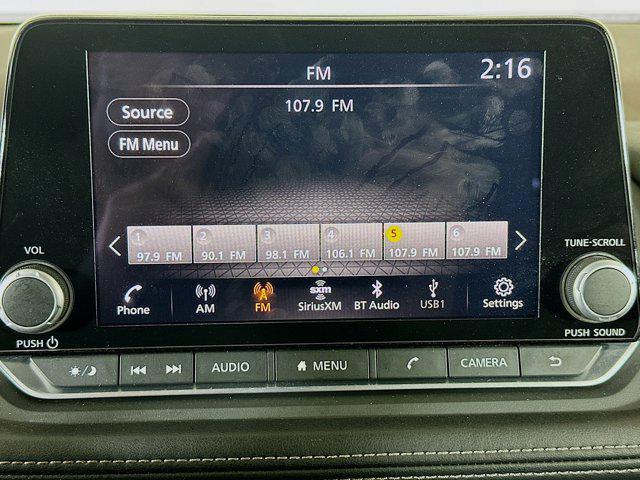 FM 2:16
Source 107.9 FM
FM Menu
1 2 3 4 5 6
97.9 FM 90.1 FM 98.1 FM 106.1 FM 107.9 FM 107.9 FM
VOL TUNE·SCROLL
Phone AM FM sxm SiriusXM BT Audio USB1 Settings
PUSH PUSH SOUND
AUDIO MENU CAMERA